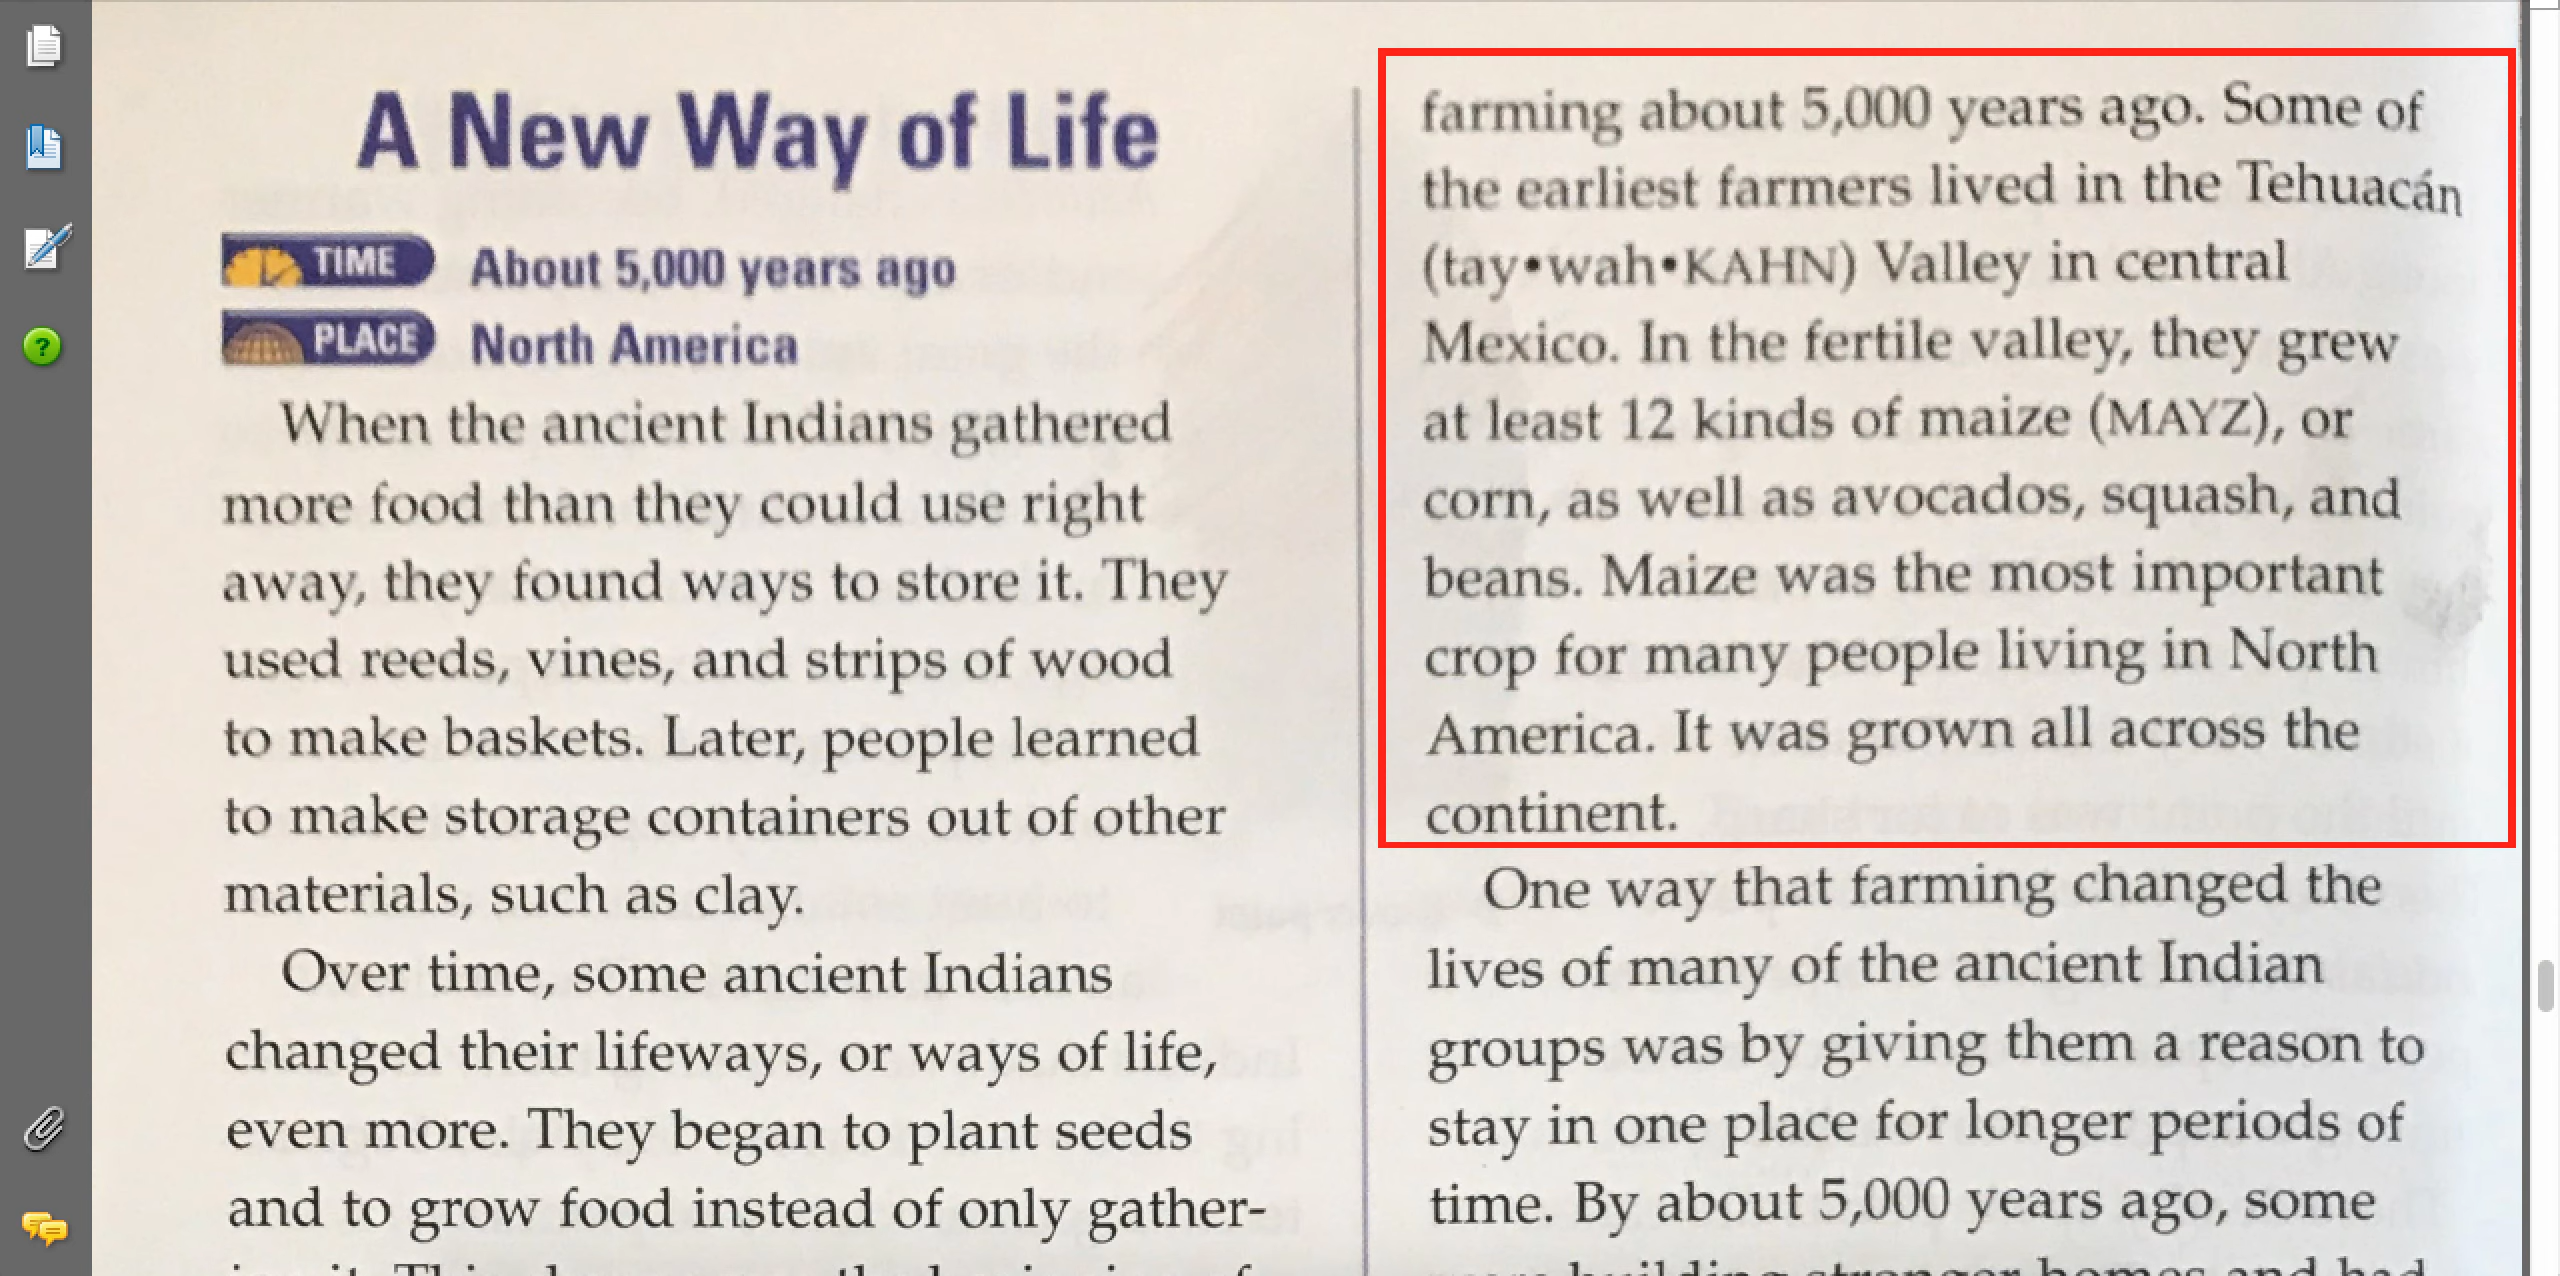 A New Way of Life
TIME About 5,000 years ago
PLACE North America
When the ancient Indians gathered
more food than they could use right
away, they found ways to store it. They
used reeds, vines, and strips of wood
to make baskets. Later, people learned
to make storage containers out of other
materials, such as clay.
Over time, some ancient Indians
changed their lifeways, or ways of life,
even more. They began to plant seeds
and to grow food instead of only gather-
farming about 5,000 years ago. Some of
the earliest farmers lived in the Tehuacán
(tay•wah•KAHN) Valley in central
Mexico. In the fertile valley, they grew
at least 12 kinds of maize (MAYZ), or
corn, as well as avocados, squash, and
beans. Maize was the most important
crop for many people living in North
America. It was grown all across the
continent.
One way that farming changed the
lives of many of the ancient Indian
groups was by giving them a reason to
stay in one place for longer periods of
time. By about 5,000 years ago, some
building stronger homes and had